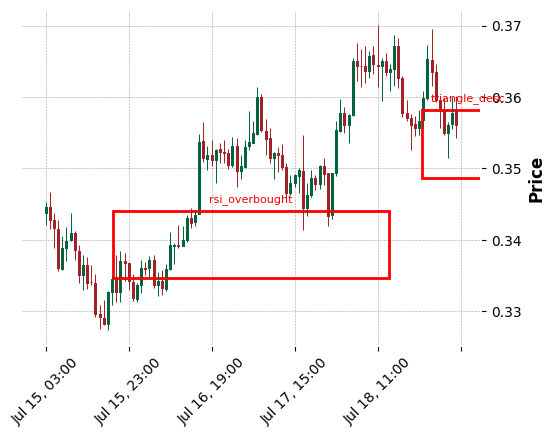 0.37
0.36
triangle_desc
0.35
rsi_overbought
0.34
0.33
Price
Jul 15, 03:00
Jul 15, 23:00
Jul 16, 19:00
Jul 17, 15:00
Jul 18, 11:00